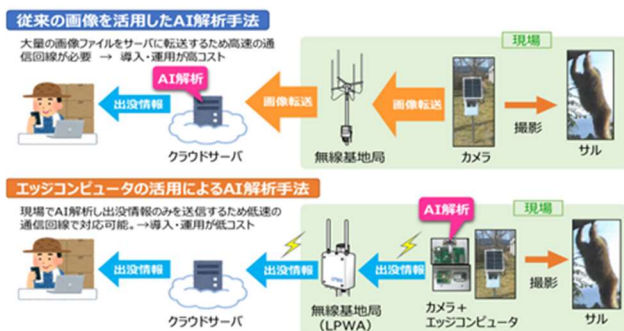 従来の画像を活用したAI解析手法
大量の画像ファイルをサーバに転送するため高速の通
信回線が必要 → 導入・運用が高コスト
現場
AI解析
出没情報
画像転送
画像転送
撮影
クラウドサーバ
無線基地局
カメラ
サル
エッジコンピュータの活用によるAI解析手法
現場でAI解析し出没情報のみを送信するため低速の
通信回線で対応可能。→導入・運用が低コスト
AI解析
現場
出没情報
出没情報
出没情報
撮影
クラウドサーバ
無線基地局
(LPWA)
カメラ+
エッジコンピュータ
サル